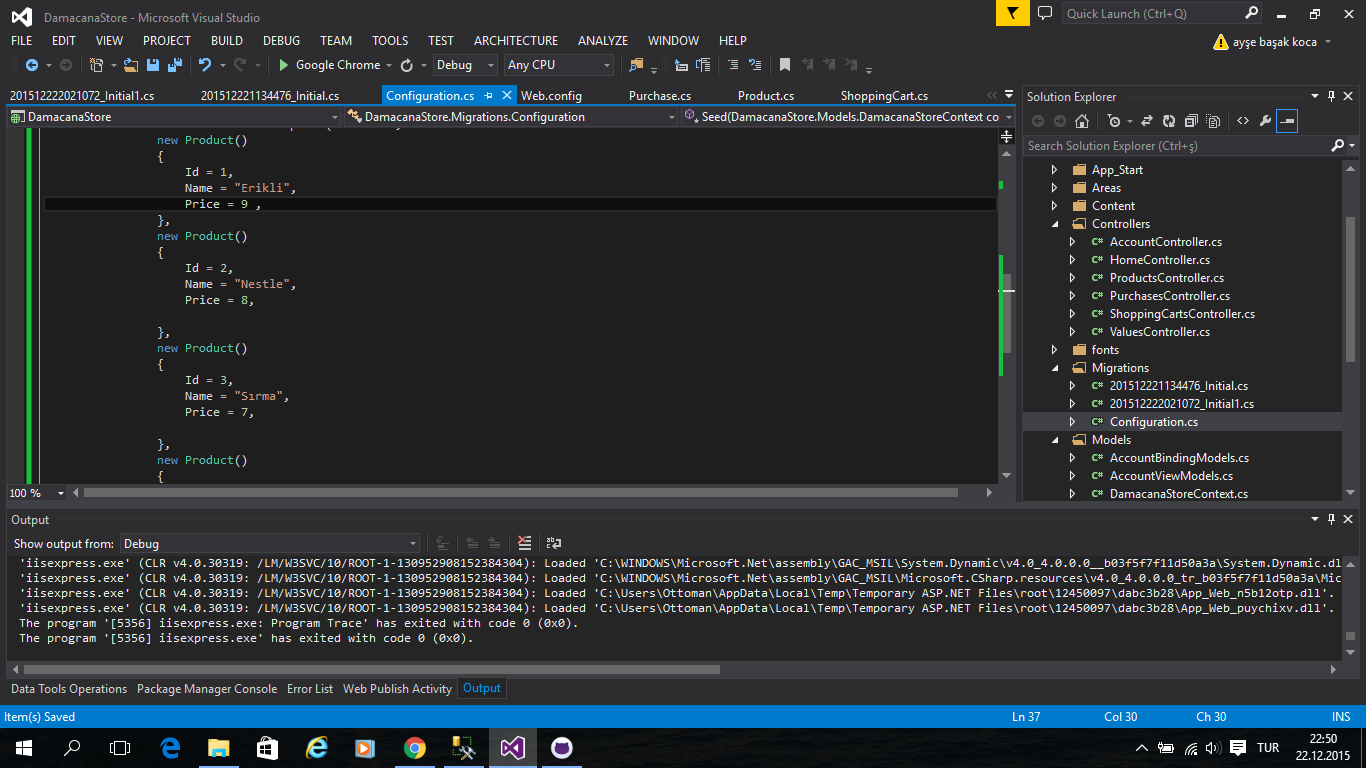 DamacanaStore - Microsoft Visual Studio
Quick Launch (Ctrl+Q)
FILE EDIT VIEW PROJECT BUILD DEBUG TEAM TOOLS TEST ARCHITECTURE ANALYZE WINDOW HELP
ayşe başak koca
Google Chrome Debug Any CPU
201512222021072_Initial1.cs 201512221134476_Initial.cs Configuration.cs Web.config Purchase.cs Product.cs ShoppingCart.cs
DamacanaStore DamacanaStore.Migrations.Configuration Seed(DamacanaStore.Models.DamacanaStoreContext co
new Product()
{
Id = 1,
Name = "Erikli",
Price = 9 ,
},
new Product()
{
Id = 2,
Name = "Nestle",
Price = 8,
},
new Product()
{
Id = 3,
Name = "Sırma",
Price = 7,
},
new Product()
{
100 %
Solution Explorer
Search Solution Explorer (Ctrl+ş)
App_Start
Areas
Content
Controllers
C# AccountController.cs
C# HomeController.cs
C# ProductsController.cs
C# PurchasesController.cs
C# ShoppingCartsController.cs
C# ValuesController.cs
fonts
Migrations
C# 201512221134476_Initial.cs
C# 201512222021072_Initial1.cs
C# Configuration.cs
Models
C# AccountBindingModels.cs
C# AccountViewModels.cs
C# DamacanaStoreContext.cs
Output
Show output from: Debug
'iisexpress.exe' (CLR v4.0.30319: /LM/W3SVC/10/ROOT-1-130952908152384304): Loaded 'C:\WINDOWS\Microsoft.Net\assembly\GAC_MSIL\System.Dynamic\v4.0_4.0.0.0__b03f5f7f11d50a3a\System.Dynamic.dl
'iisexpress.exe' (CLR v4.0.30319: /LM/W3SVC/10/ROOT-1-130952908152384304): Loaded 'C:\WINDOWS\Microsoft.Net\assembly\GAC_MSIL\Microsoft.CSharp.resources\v4.0_4.0.0.0_tr_b03f5f7f11d50a3a\Mic
'iisexpress.exe' (CLR v4.0.30319: /LM/W3SVC/10/ROOT-1-130952908152384304): Loaded 'C:\Users\Ottoman\AppData\Local\Temp\Temporary ASP.NET Files\root\12450097\dabc3b28\App_Web_n5b12otp.dll'.
'iisexpress.exe' (CLR v4.0.30319: /LM/W3SVC/10/ROOT-1-130952908152384304): Loaded 'C:\Users\Ottoman\AppData\Local\Temp\Temporary ASP.NET Files\root\12450097\dabc3b28\App_Web_puychixv.dll'.
The program '[5356] iisexpress.exe: Program Trace' has exited with code 0 (0x0).
The program '[5356] iisexpress.exe' has exited with code 0 (0x0).
Data Tools Operations Package Manager Console Error List Web Publish Activity Output
Item(s) Saved Ln 37 Col 30 Ch 30 INS
TUR
22:50
22.12.2015